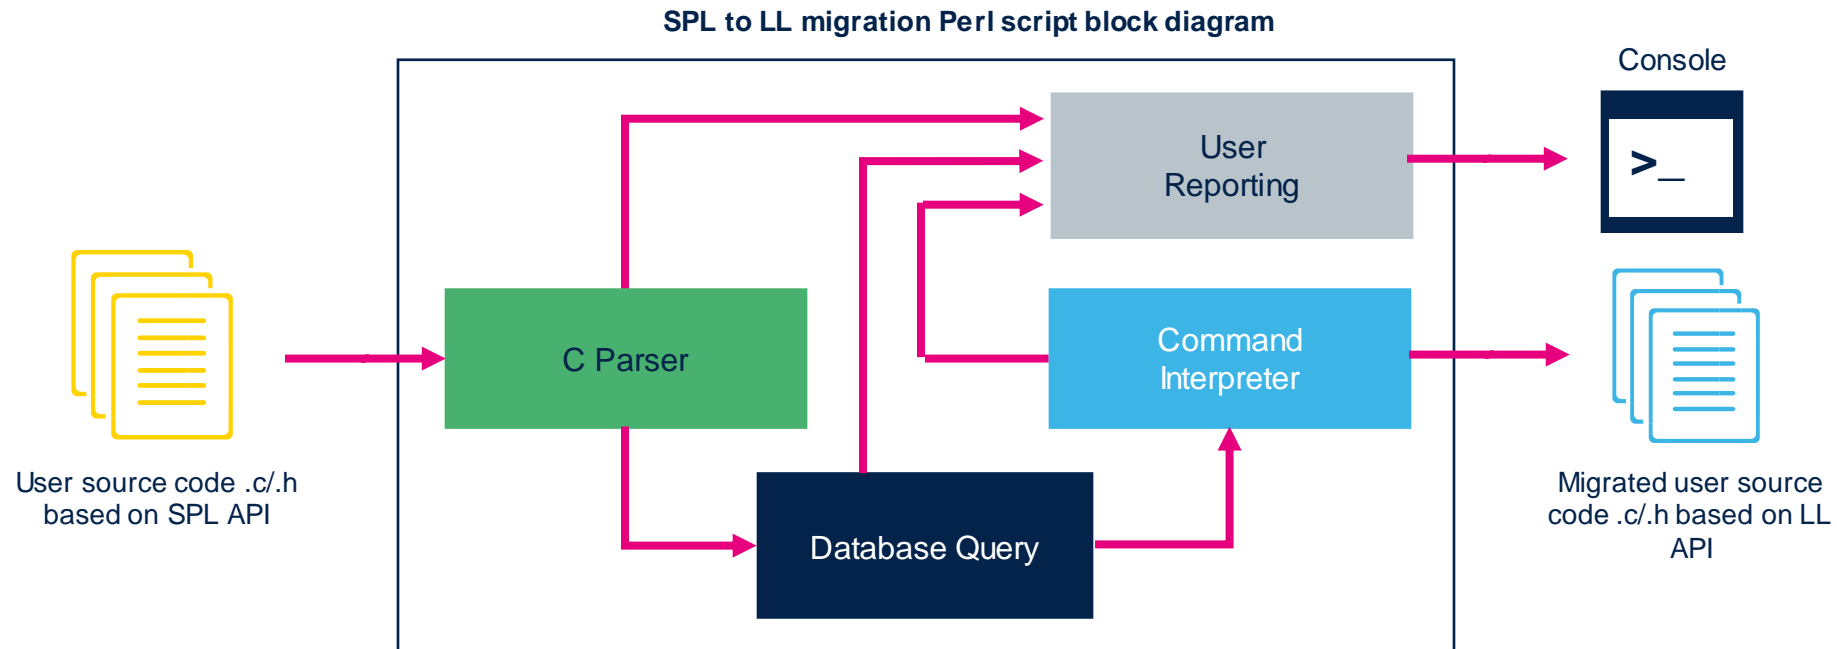 SPL to LL migration Perl script block diagram
Console
>_
User
Reporting
C Parser
Command
Interpreter
User source code .c/.h
based on SPL API
Database Query
Migrated user source
code .c/.h based on LL
API